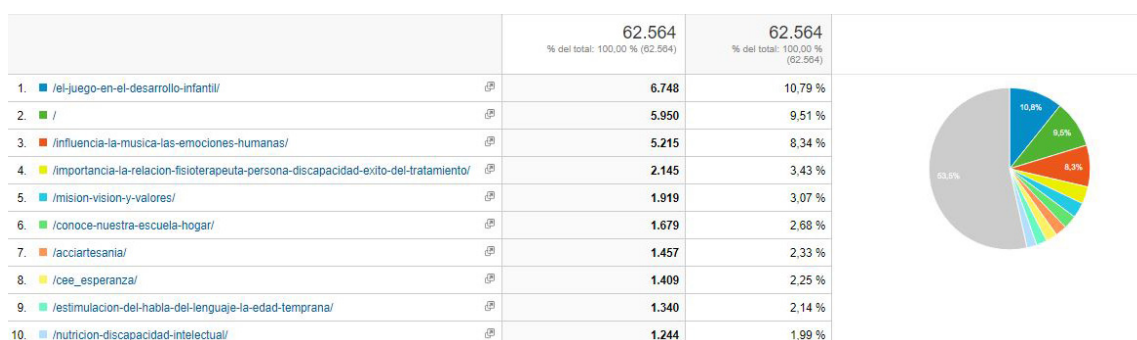 62.564 62.564
% del total: 100,00 % (62.564) % del total: 100,00 %
(62.564)
1. /el-juego-en-el-desarrollo-infantil/ 6.748 10,79 %
2. / 5.950 9,51 %
3. /influencia-la-musica-las-emociones-humanas/ 5.215 8,34 %
4. /importancia-la-relacion-fisioterapeuta-persona-discapacidad-exito-del-tratamiento/ 2.145 3,43 %
5. /mision-vision-y-valores/ 1.919 3,07 %
6. /conoce-nuestra-escuela-hogar/ 1.679 2,68 %
7. /acciartesania/ 1.457 2,33 %
8. /cee_esperanza/ 1.409 2,25 %
9. /estimulacion-del-habla-del-lenguaje-la-edad-temprana/ 1.340 2,14 %
10. /nutricion-discapacidad-intelectual/ 1.244 1,99 %
10,8%
9,5%
8,3%
53,5%